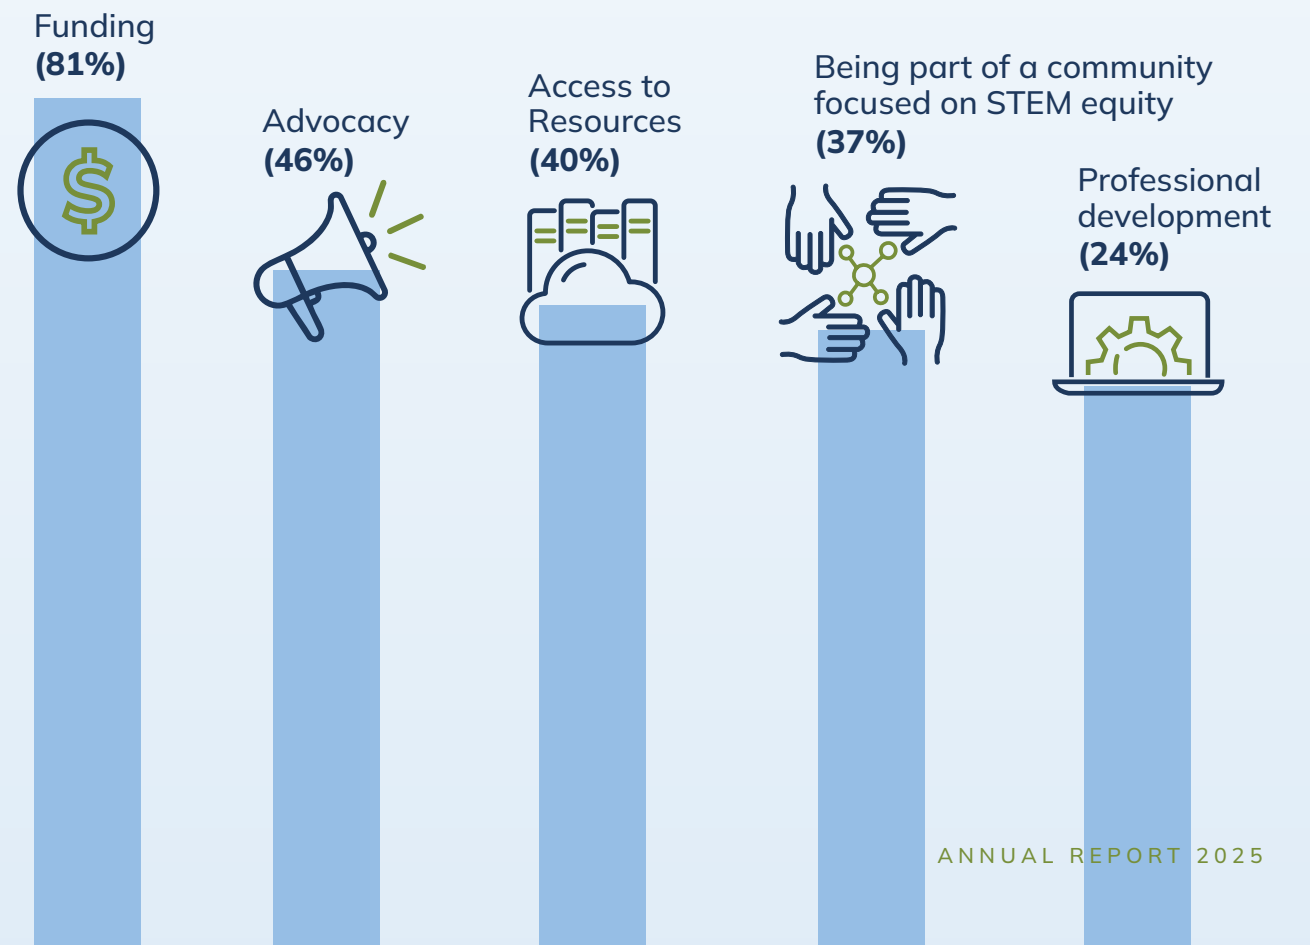 Funding
(81%)
Advocacy
(46%)
Access to
Resources
(40%)
Being part of a community
focused on STEM equity
(37%)
Professional
development
(24%)
$
ANNUAL REPORT 2025